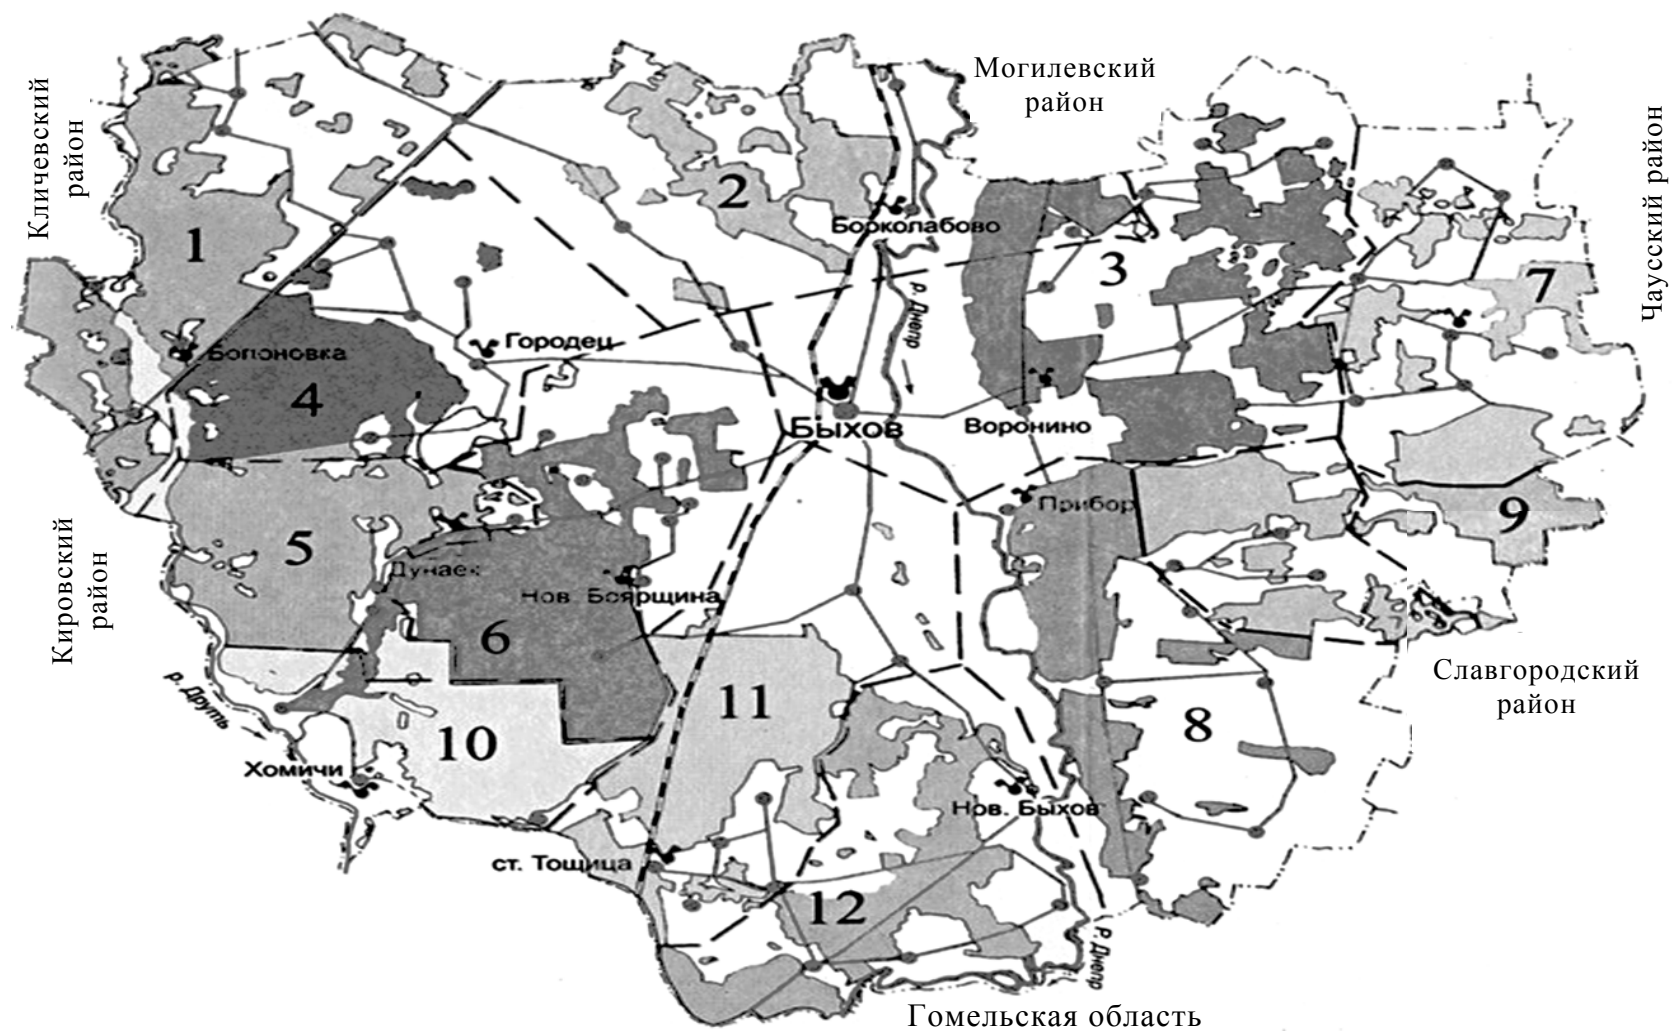 Могилевский
район
Кличевский
район
Чаусский район
2
Борколабово
1
3
р. Днепр
7
Городец
Болоновка
4
Быхов
Воронино
Прибор
9
5
Дунаек
Нов. Боярщина
Кировский
район
6
Славгородский
район
р. Друть
11
8
10
Хомичи
Нов. Быхов
ст. Тощица
12
Р. Днепр
Гомельская область